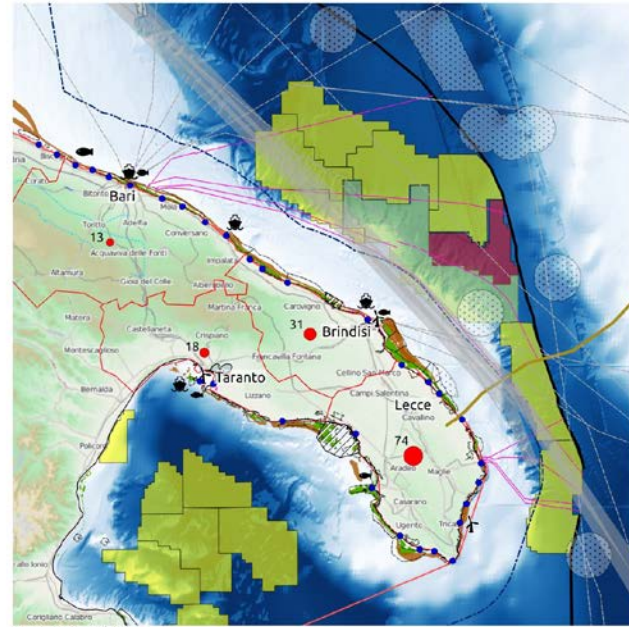 Bitonto
Bari
Mola
Toritto
Adelfia
13
Acquaviva delle Fonti
Conversano
Altamura
Gioia del Colle
Alberobello
Carovigno
Matera
Martina Franca
Castellaneta
Crispiano
31
Brindisi
Montescaglioso
18
Francavilla Fontana
Taranto
Cellino San Marco
Bernalda
Lizzano
Campi Salentina
Lecce
Cavallino
Policoro
74
Aradeo
Maglie
Casarano
Ugento
Corigliano Calabro